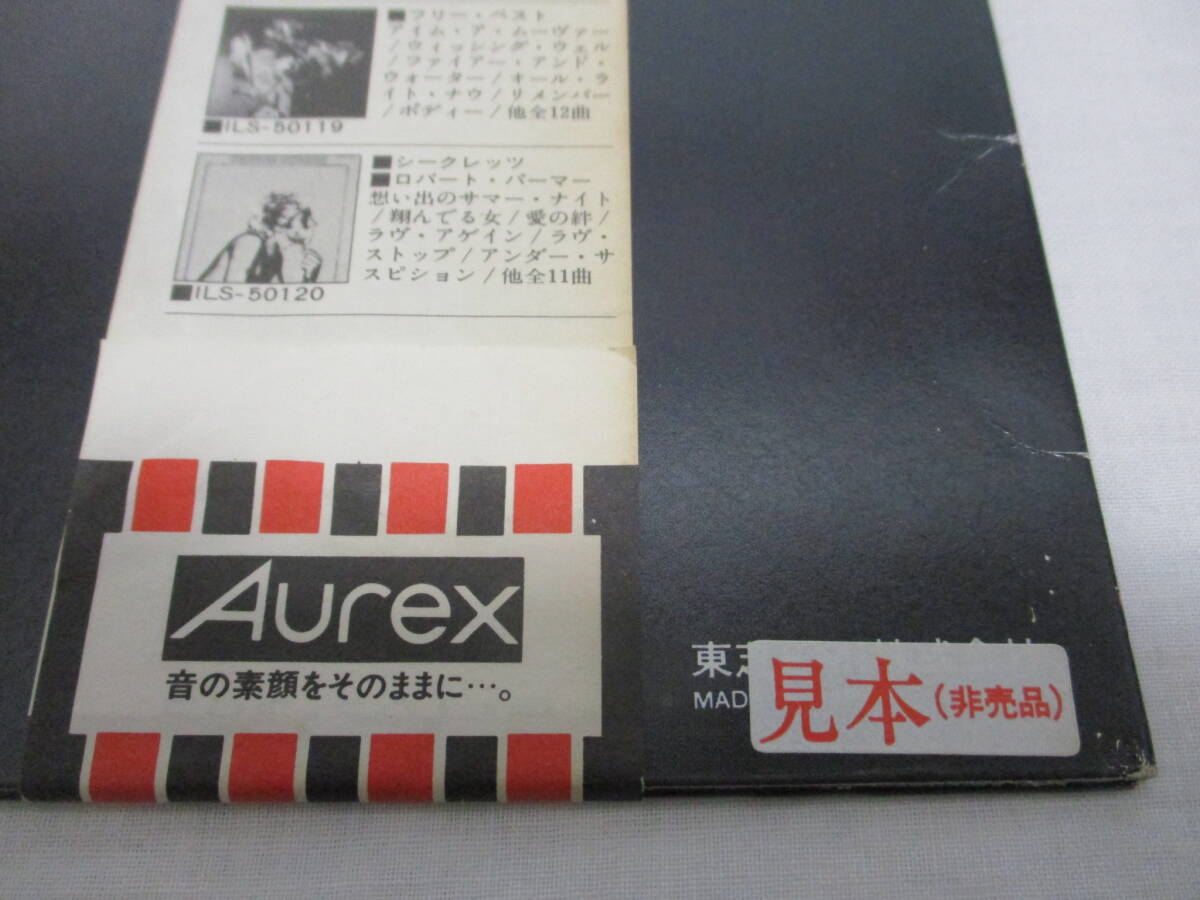 ■フリー・ベスト
アイム・ア・ムーヴァー
/ウィッシング・ウェル
/ファイアー・アンド・
ウォーター/オール・ラ
イト・ナウ/リメンバー
/ボディー/他全12曲
■ILS-50119
■シークレッツ
■ロバート・パーマー
想い出のサマー・ナイト
/翔んでる女/愛の絆/
ラヴ・アゲイン/ラヴ・
ストップ/アンダー・サ
スピション/他全11曲
■ILS-50120
Aurex
音の素顔をそのままに…。
東芝
MAD
見本(非売品)